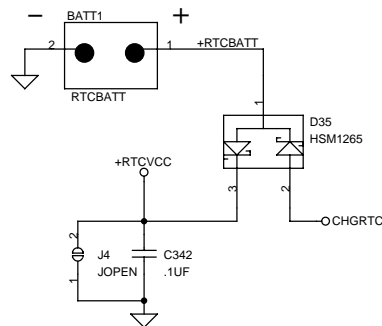 − BATT1 +
2 1 +RTCBATT
RTCBATT
1
D35
HSM1265
+RTCVCC
3 2
CHGRTC
2
J4 C342
JOPEN .1UF
1